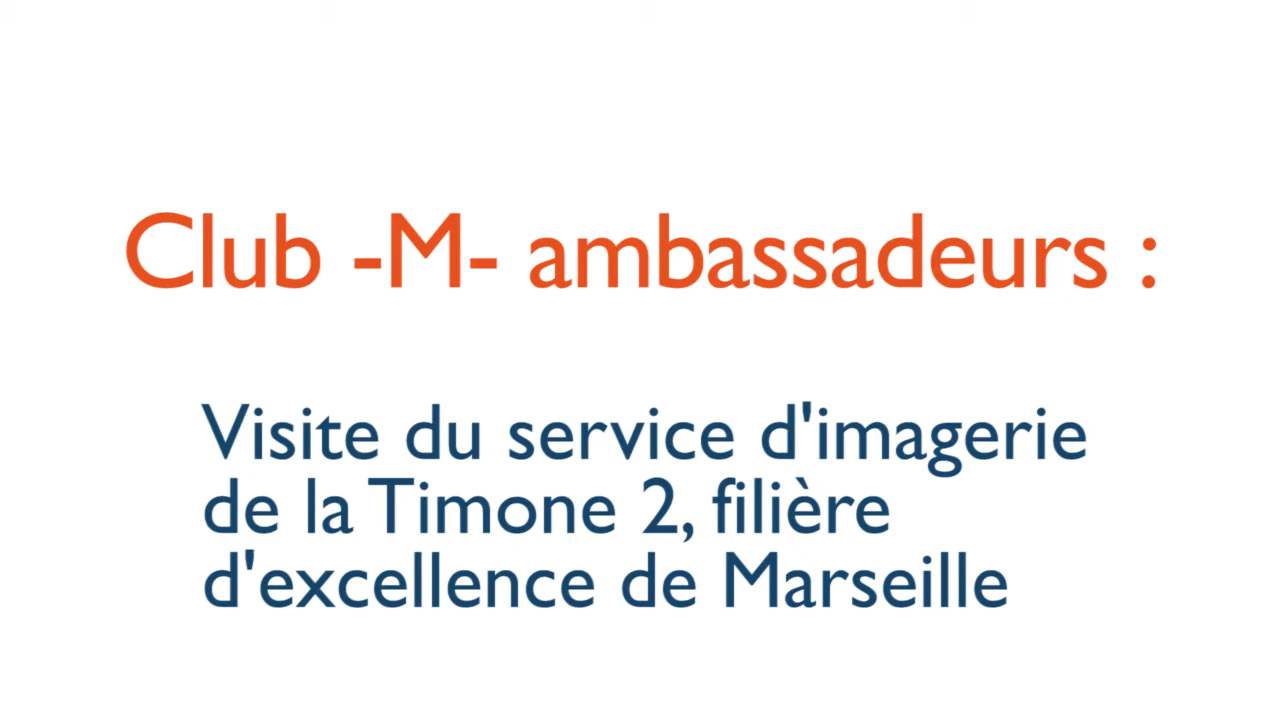 Club -M- ambassadeurs :
Visite du service d'imagerie
de la Timone 2, filière
d'excellence de Marseille